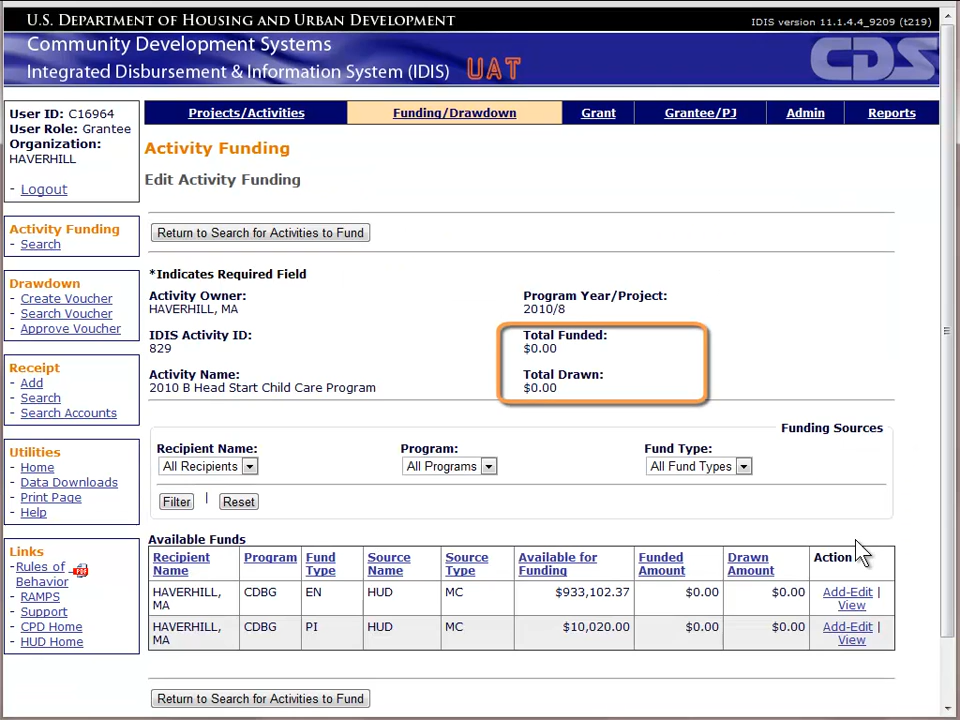 U.S. DEPARTMENT OF HOUSING AND URBAN DEVELOPMENT
IDIS version 11.1.4.4_9209 (t219)
Community Development Systems
Integrated Disbursement & Information System (IDIS) UAT
CDS
User ID: C16964
User Role: Grantee
Organization:
HAVERHILL
- Logout
Activity Funding
- Search
Drawdown
- Create Voucher
- Search Voucher
- Approve Voucher
Receipt
- Add
- Search
- Search Accounts
Utilities
- Home
- Data Downloads
- Print Page
- Help
Links
- Rules of
Behavior
- RAMPS
- Support
- CPD Home
- HUD Home
Projects/Activities Funding/Drawdown Grant Grantee/PJ Admin Reports
Activity Funding
Edit Activity Funding
Return to Search for Activities to Fund
*Indicates Required Field
Activity Owner:
HAVERHILL, MA
Program Year/Project:
2010/8
IDIS Activity ID:
829
Total Funded:
$0.00
Activity Name:
2010 B Head Start Child Care Program
Total Drawn:
$0.00
Funding Sources
Recipient Name: Program: Fund Type:
All Recipients All Programs All Fund Types
Filter | Reset
Available Funds
Recipient Name Program Fund Type Source Name Source Type Available for Funding Funded Amount Drawn Amount Action
HAVERHILL, MA CDBG EN HUD MC $933,102.37 $0.00 $0.00 Add-Edit | View
HAVERHILL, MA CDBG PI HUD MC $10,020.00 $0.00 $0.00 Add-Edit | View
Return to Search for Activities to Fund